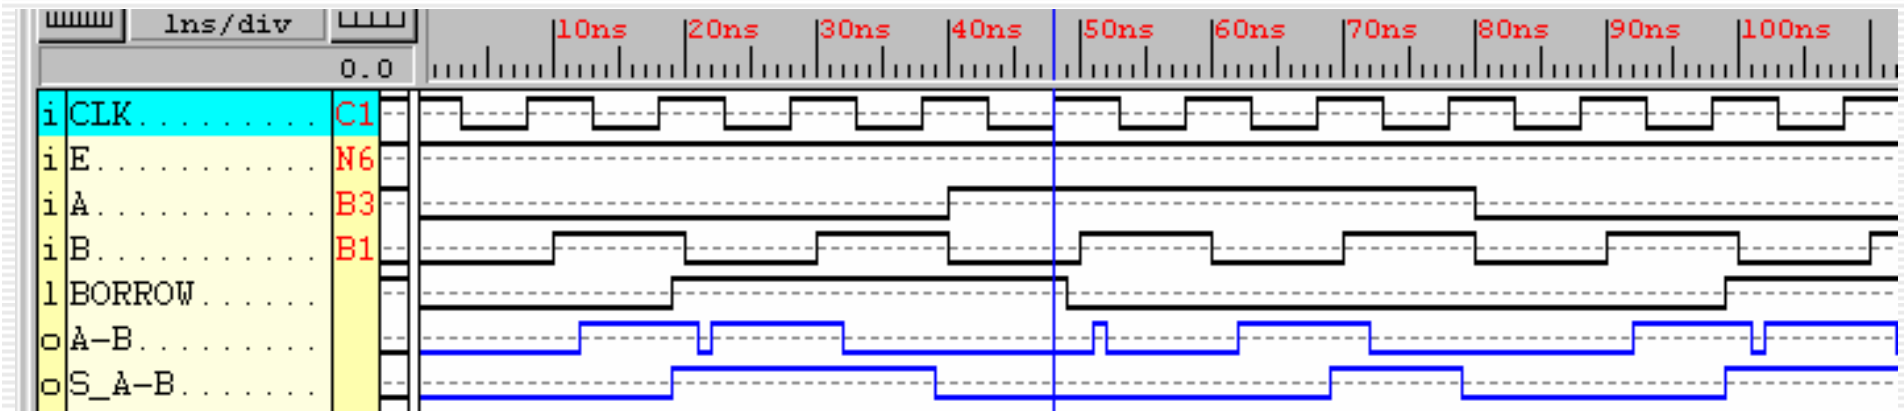 1ns/div 10ns 20ns 30ns 40ns 50ns 60ns 70ns 80ns 90ns 100ns
0.0
i CLK......... C1
i E........... N6
i A........... B3
i B........... B1
l BORROW......
o A-B.........
o S_A-B.......